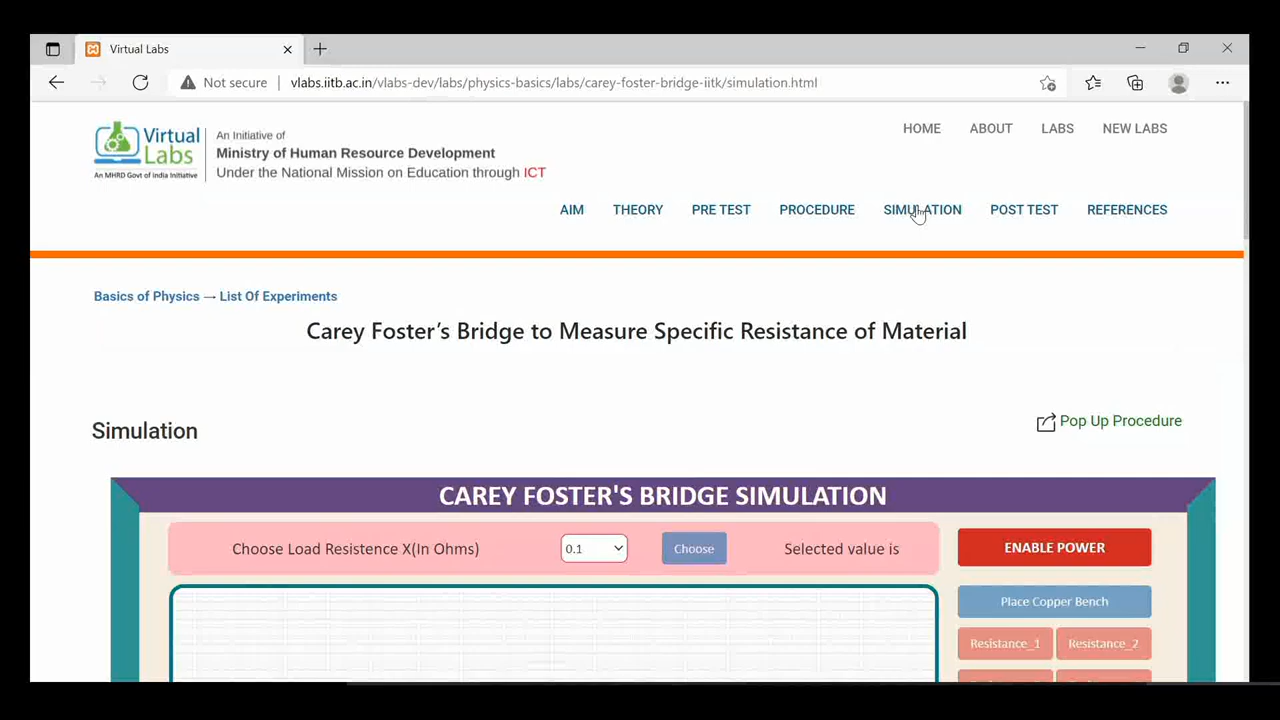 Virtual Labs
Not secure
vlabs.iitb.ac.in/vlabs-dev/labs/physics-basics/labs/carey-foster-bridge-iitk/simulation.html
Virtual
Labs
An MHRD Govt of India Initiative
An Initiative of
Ministry of Human Resource Development
Under the National Mission on Education through ICT
HOME ABOUT LABS NEW LABS
AIM THEORY PRE TEST PROCEDURE SIMULATION POST TEST REFERENCES
Basics of Physics → List Of Experiments
Carey Foster's Bridge to Measure Specific Resistance of Material
Simulation
Pop Up Procedure
CAREY FOSTER'S BRIDGE SIMULATION
Choose Load Resistence X(In Ohms) 0.1 Choose Selected value is
ENABLE POWER
Place Copper Bench
Resistance_1 Resistance_2